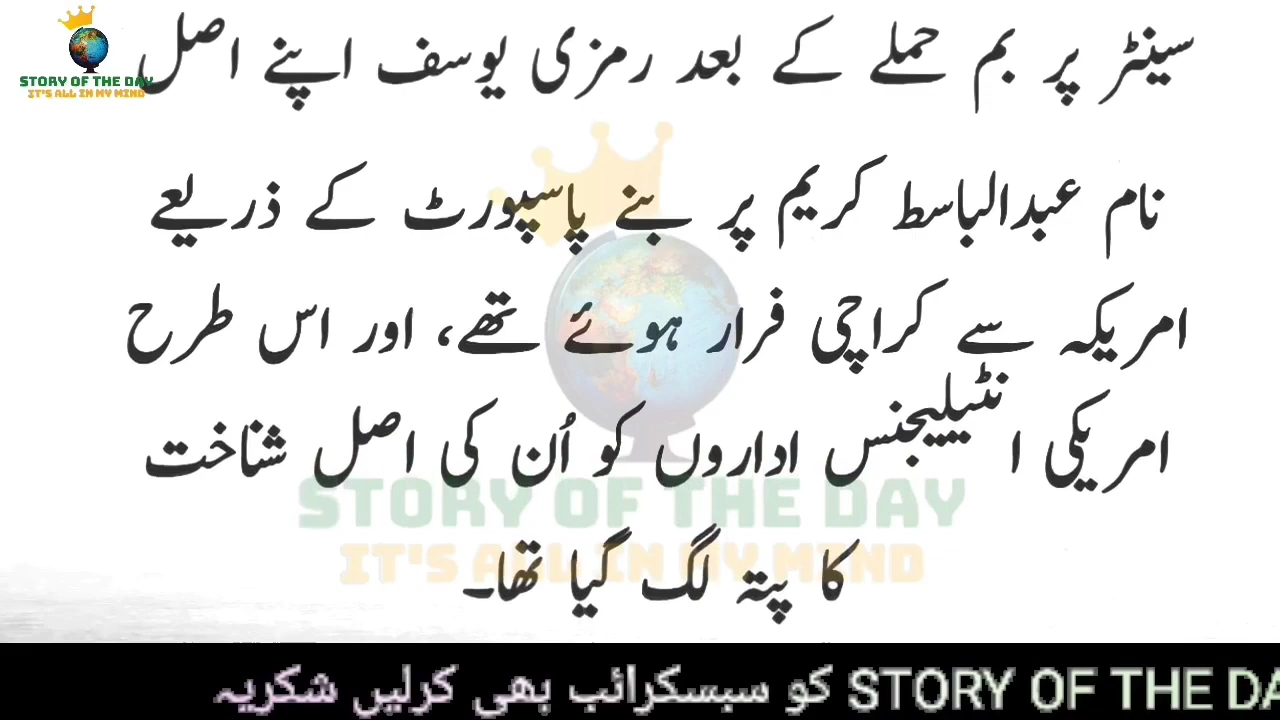 STORY OF THE DAY
IT'S ALL IN MY MIND
سینٹر پر بم حملے کے بعد رمزی یوسف اپنے اصل
نام عبدالباسط کریم پر بنے پاسپورٹ کے ذریعے
امریکہ سے کراچی فرار ہوئے تھے، اور اس طرح
امریکی انٹیلیجنس اداروں کو اُن کی اصل شناخت
کا پتہ لگ گیا تھا۔
STORY OF THE DAY
IT'S ALL IN MY MIND
STORY OF THE DA کو سبسکرائب بھی کرلیں شکریہ